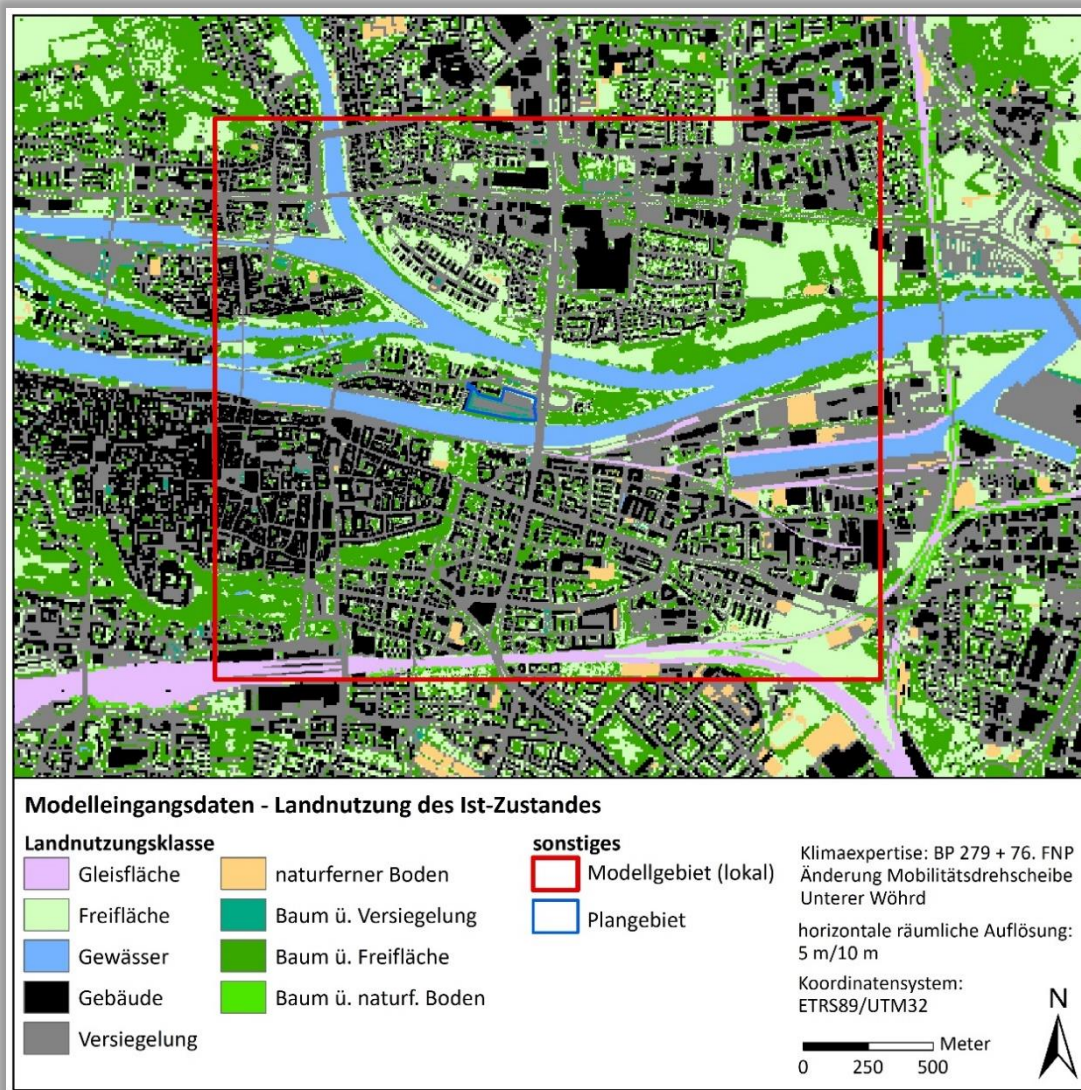 Modelleingangsdaten - Landnutzung des Ist-Zustandes
Landnutzungsklasse
Gleisfläche
Freifläche
Gewässer
Gebäude
Versiegelung
naturferner Boden
Baum ü. Versiegelung
Baum ü. Freifläche
Baum ü. naturf. Boden
sonstiges
Modellgebiet (lokal)
Plangebiet
Klimaexpertise: BP 279 + 76. FNP
Änderung Mobilitätsdrehscheibe
Unterer Wöhrd
horizontale räumliche Auflösung:
5 m/10 m
Koordinatensystem:
ETRS89/UTM32
N
Meter
0 250 500